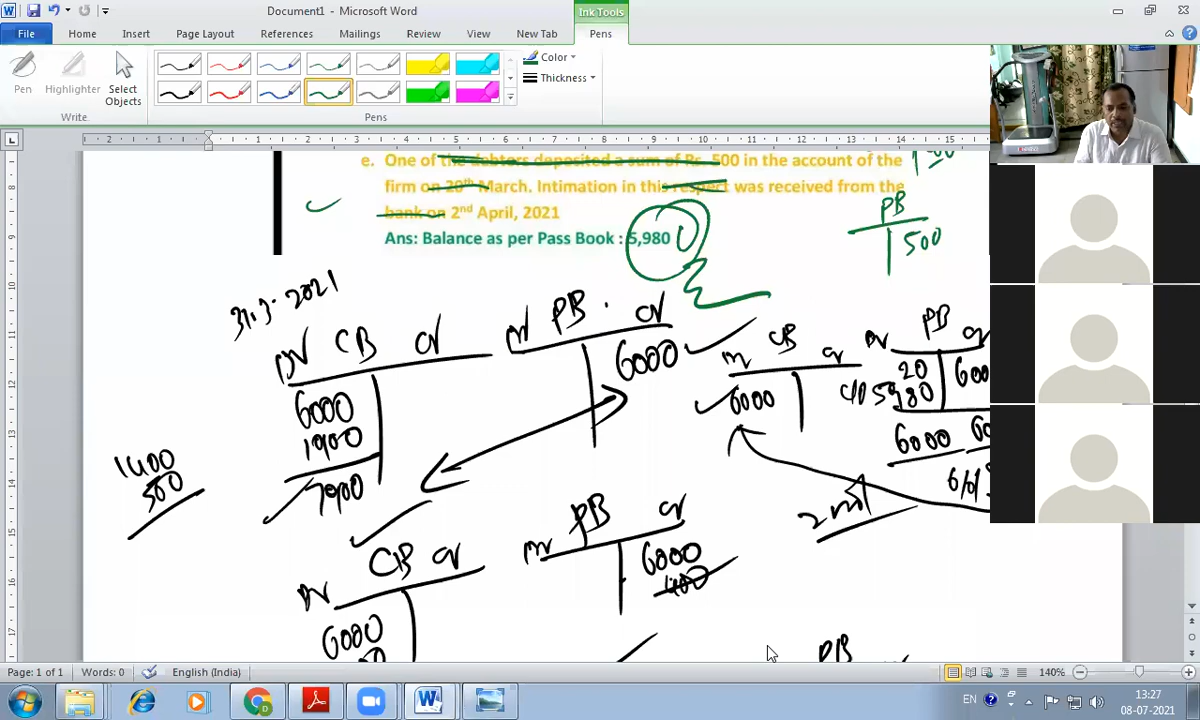 Document1 - Microsoft Word
Ink Tools
File Home Insert Page Layout References Mailings Review View New Tab Pens
Pen Highlighter Select Objects
Color
Thickness
Write
Pens
e. One of the debtors deposited a sum of Rs. 500 in the account of the
firm on 20th March. Intimation in this respect was received from the
bank on 2nd April, 2021
Ans: Balance as per Pass Book : 5,980
PB
500
31.3.2021
Dr CB Cr
6000
1900
7900
1400
500
Dr PB Cr
6000
Dr CB Cr
6000
Dr PB Cr
20
5980
6000
2nd
CB Cr
Dr
6000
Dr PB Cr
6000
400
PB
Page: 1 of 1 Words: 0 English (India) 140%
EN 13:27
08-07-2021